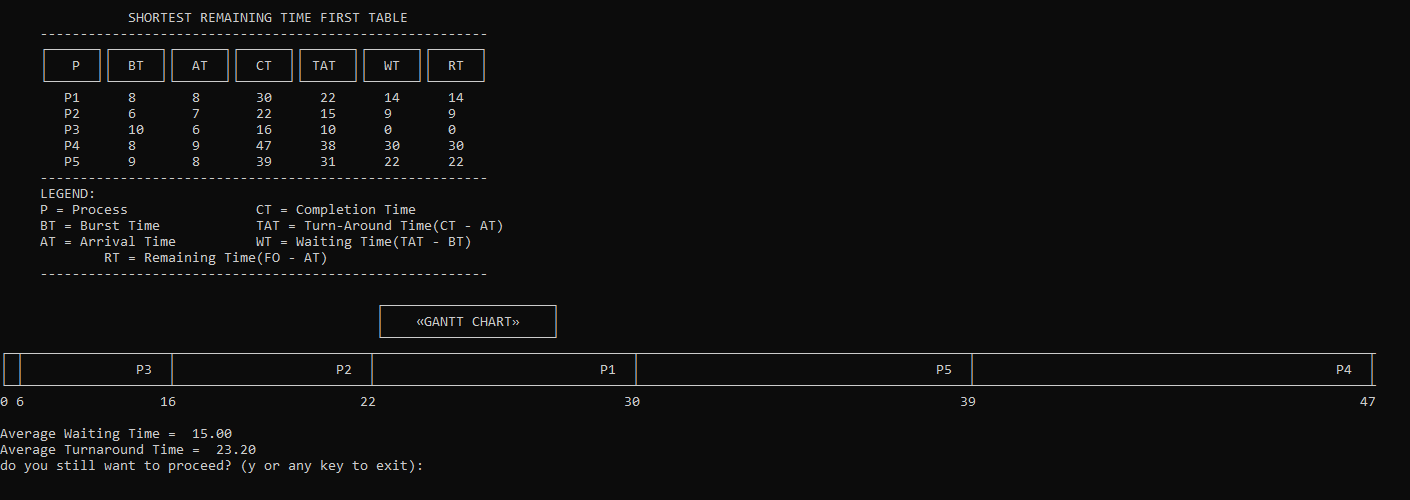 SHORTEST REMAINING TIME FIRST TABLE
--------------------------------------------------------
P BT AT CT TAT WT RT
P1 8 8 30 22 14 14
P2 6 7 22 15 9 9
P3 10 6 16 10 0 0
P4 8 9 47 38 30 30
P5 9 8 39 31 22 22
--------------------------------------------------------
LEGEND:
P = Process CT = Completion Time
BT = Burst Time TAT = Turn-Around Time(CT - AT)
AT = Arrival Time WT = Waiting Time(TAT - BT)
RT = Remaining Time(FO - AT)
--------------------------------------------------------
«GANTT CHART»
P3 P2 P1 P5 P4
0 6 16 22 30 39 47
Average Waiting Time = 15.00
Average Turnaround Time = 23.20
do you still want to proceed? (y or any key to exit):